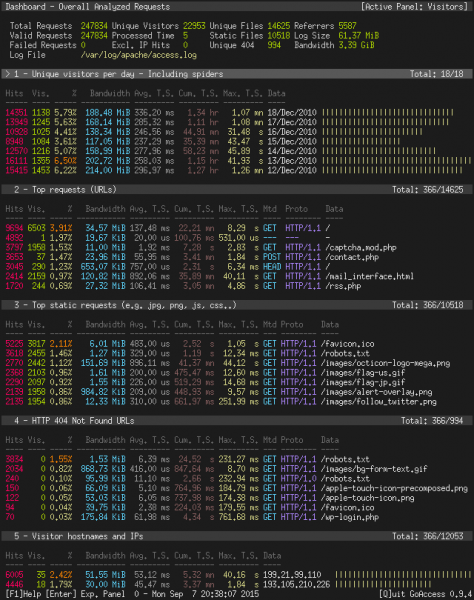 Dashboard - Overall Analyzed Requests [Active Panel: Visitors]
Total Requests 247834 Unique Visitors 22953 Unique Files 14625 Referrers 5587
Valid Requests 247834 Processed Time 5 Static Files 10518 Log Size 61.37 MiB
Failed Requests 0 Excl. IP Hits 0 Unique 404 994 Bandwidth 3.39 GiB
Log File /var/log/apache/access.log
> 1 - Unique visitors per day - Including spiders Total: 18/18
Hits Vis. % Bandwidth Avg. T.S. Cum. T.S. Max. T.S. Data
14351 1138 5.79% 188.48 MiB 336.20 ms 1.34 hr 1.07 mn 18/Dec/2010
13949 1245 5.63% 168.14 MiB 285.32 ms 1.11 hr 1.08 mn 17/Dec/2010
10928 1025 4.41% 138.34 MiB 246.56 ms 44.91 mn 31.48 s 16/Dec/2010
8948 1084 3.61% 117.05 MiB 237.29 ms 35.39 mn 43.47 s 15/Dec/2010
12570 1216 5.07% 158.99 MiB 277.96 ms 58.23 mn 45.89 s 14/Dec/2010
16111 1355 6.50% 202.72 MiB 258.03 ms 1.15 hr 41.93 s 13/Dec/2010
15415 1453 6.22% 214.00 MiB 296.97 ms 1.27 hr 1.26 mn 12/Dec/2010
2 - Top requests (URLs) Total: 366/14625
Hits Vis. % Bandwidth Avg. T.S. Cum. T.S. Max. T.S. Mtd Proto Data
9694 6503 3.91% 34.57 MiB 137.48 ms 22.21 mn 8.29 s GET HTTP/1.1 /
4892 1 1.97% 19.67 KiB 20.00 us 100.76 ms 531.00 us --- ---
3797 1958 1.53% 11.00 MiB 1.92 ms 7.28 s 2.83 s GET HTTP/1.1 /captcha_mod.php
3653 37 1.47% 23.96 MiB 55.95 ms 3.41 mn 1.84 s POST HTTP/1.1 /contact.php
3045 290 1.23% 653.07 KiB 757.00 us 2.31 s 6.34 ms HEAD HTTP/1.1 /
2414 2159 0.97% 120.82 MiB 892.06 ms 35.89 mn 40.11 s GET HTTP/1.1 /mail_interface.html
1720 244 0.69% 27.32 MiB 106.41 ms 3.05 mn 4.86 s GET HTTP/1.1 /rss.php
3 - Top static requests (e.g. jpg, png, js, css..) Total: 366/10518
Hits Vis. % Bandwidth Avg. T.S. Cum. T.S. Max. T.S. Mtd Proto Data
5225 3817 2.11% 6.01 MiB 483.00 us 2.52 s 1.05 s GET HTTP/1.1 /favicon.ico
3618 2455 1.46% 1.27 MiB 329.00 us 1.19 s 12.34 ms GET HTTP/1.1 /robots.txt
2770 2442 1.12% 151.69 MiB 896.11 ms 41.37 mn 44.12 s GET HTTP/1.1 /images/octicon-logo-mega.png
2368 2103 0.96% 1.61 MiB 200.00 us 475.47 ms 12.60 ms GET HTTP/1.1 /images/flag-us.gif
2290 2097 0.92% 1.55 MiB 226.00 us 519.29 ms 14.68 ms GET HTTP/1.1 /images/flag-jp.gif
2139 1958 0.86% 984.82 KiB 209.00 us 448.93 ms 9.57 ms GET HTTP/1.1 /images/alert-overlay.png
2135 1954 0.86% 12.33 MiB 310.00 us 661.97 ms 251.99 ms GET HTTP/1.1 /images/follow_twitter.png
4 - HTTP 404 Not Found URLs Total: 366/994
Hits Vis. % Bandwidth Avg. T.S. Cum. T.S. Max. T.S. Mtd Proto Data
3834 0 1.55% 1.53 MiB 6.39 ms 24.52 s 231.27 ms GET HTTP/1.1 /robots.txt
2034 0 0.82% 868.73 KiB 416.00 us 847.64 ms 8.70 ms GET HTTP/1.1 /images/bg-form-text.gif
240 0 0.10% 95.99 KiB 11.10 ms 2.66 s 232.94 ms GET HTTP/1.0 /robots.txt
150 0 0.06% 66.09 KiB 5.10 ms 764.96 ms 184.79 ms GET HTTP/1.1 /apple-touch-icon-precomposed.png
122 0 0.05% 53.03 KiB 6.05 ms 737.98 ms 174.38 ms GET HTTP/1.1 /apple-touch-icon.png
94 0 0.04% 39.75 KiB 2.38 ms 224.03 ms 179.55 ms GET HTTP/1.1 /favicon.ico
70 0 0.03% 175.84 KiB 61.98 ms 4.34 s 761.68 ms GET HTTP/1.1 /wp-login.php
5 - Visitor hostnames and IPs Total: 366/12053
Hits Vis. % Bandwidth Avg. T.S. Cum. T.S. Max. T.S. Data
6005 35 2.42% 51.55 MiB 53.12 ms 5.32 mn 40.16 s 199.21.99.110
4446 18 1.79% 30.00 MiB 45.47 ms 3.37 mn 1.84 s 193.105.210.226
[F1]Help [Enter] Exp. Panel 0 - Mon Sep 7 20:38:07 2015 [Q]uit GoAccess 0.9.4